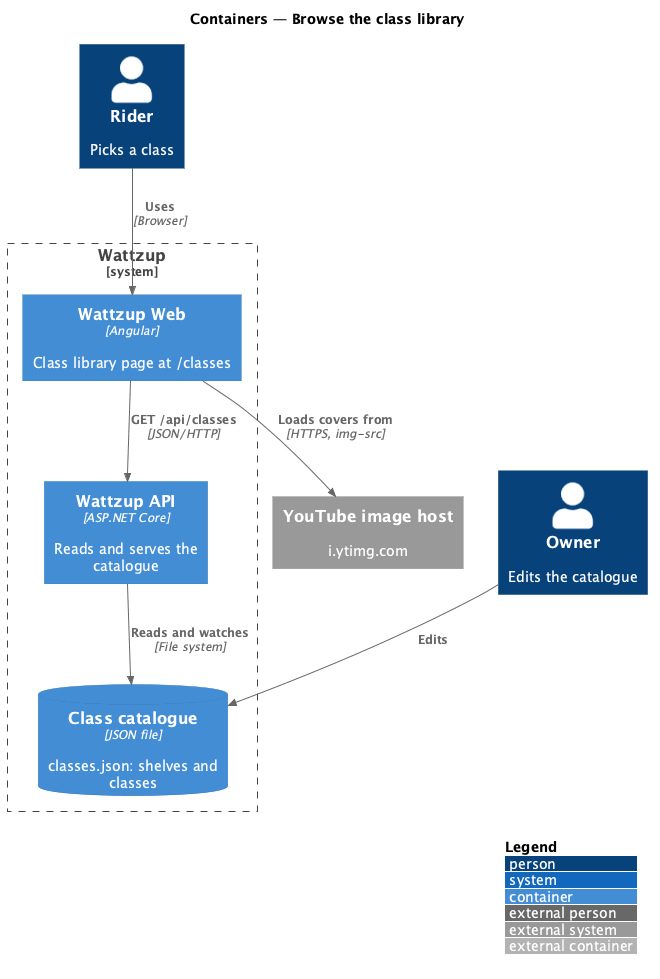 Containers — Browse the class library
Rider
Picks a class
Uses
[Browser]
Wattzup
[system]
Wattzup Web
[Angular]
Class library page at /classes
GET /api/classes
[JSON/HTTP]
Loads covers from
[HTTPS, img-src]
Wattzup API
[ASP.NET Core]
Reads and serves the
catalogue
YouTube image host
i.ytimg.com
Owner
Edits the catalogue
Reads and watches
[File system]
Edits
Class catalogue
[JSON file]
classes.json: shelves and
classes
Legend
person
system
container
external person
external system
external container